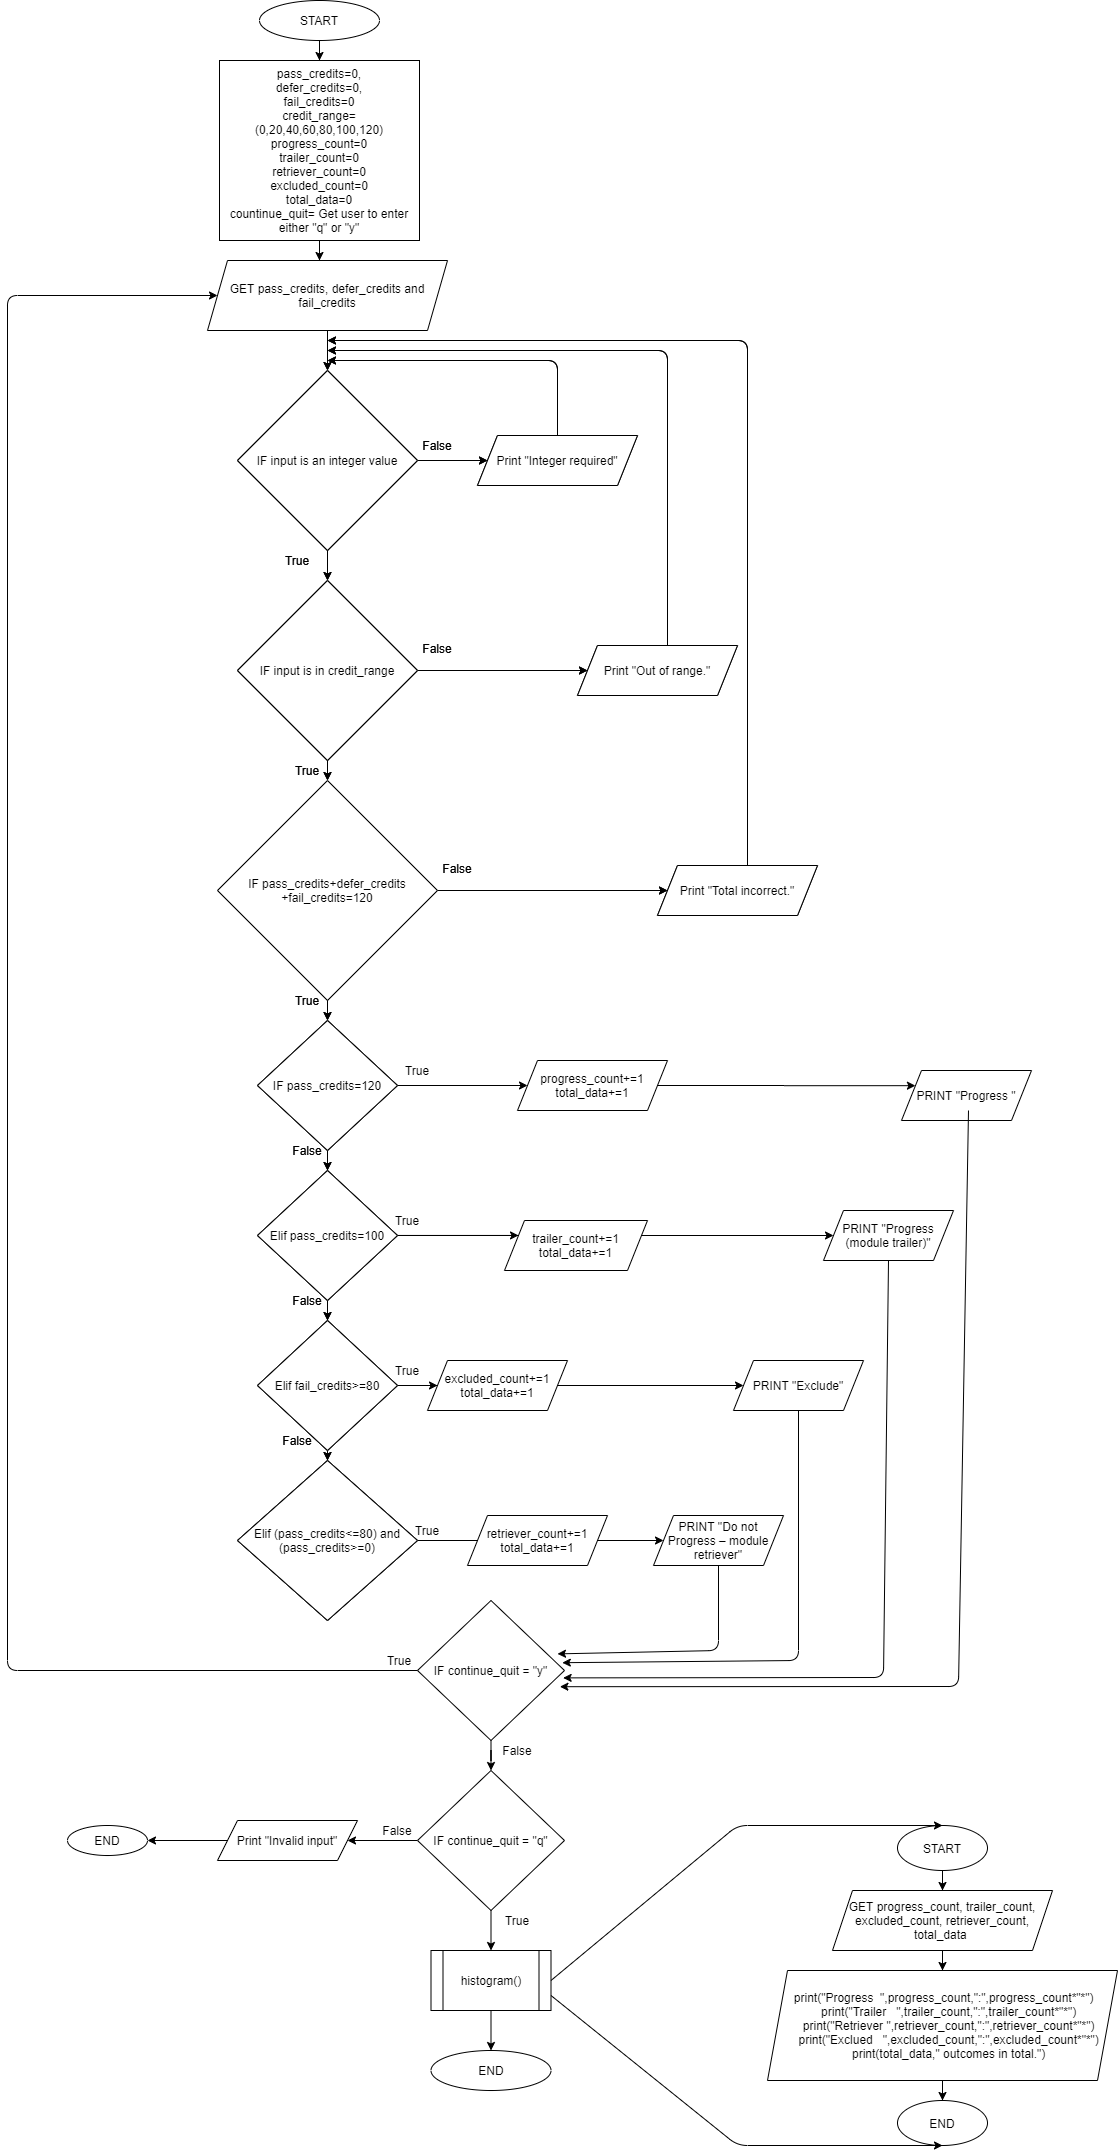 START
pass_credits=0,
defer_credits=0,
fail_credits=0
credit_range=
(0,20,40,60,80,100,120)
progress_count=0
trailer_count=0
retriever_count=0
excluded_count=0
total_data=0
countinue_quit= Get user to enter
either "q" or "y"
GET pass_credits, defer_credits and
fail_credits
IF input is an integer value
False
Print "Integer required"
True
IF input is in credit_range
False
Print "Out of range."
True
IF pass_credits+defer_credits
+fail_credits=120
False
Print "Total incorrect."
True
IF pass_credits=120
True
progress_count+=1
total_data+=1
PRINT "Progress "
False
Elif pass_credits=100
True
trailer_count+=1
total_data+=1
PRINT "Progress
(module trailer)"
False
Elif fail_credits>=80
True
excluded_count+=1
total_data+=1
PRINT "Exclude"
False
Elif (pass_credits<=80) and
(pass_credits>=0)
True
retriever_count+=1
total_data+=1
PRINT "Do not
Progress – module
retriever"
IF continue_quit = "y"
True
False
IF continue_quit = "q"
False
Print "Invalid input"
END
True
histogram()
END
START
GET progress_count, trailer_count,
excluded_count, retriever_count,
total_data
print("Progress  ",progress_count,":",progress_count*"*")
print("Trailer   ",trailer_count,":",trailer_count*"*")
print("Retriever ",retriever_count,":",retriever_count*"*")
print("Exclued   ",excluded_count,":",excluded_count*"*")
print(total_data," outcomes in total.")
END